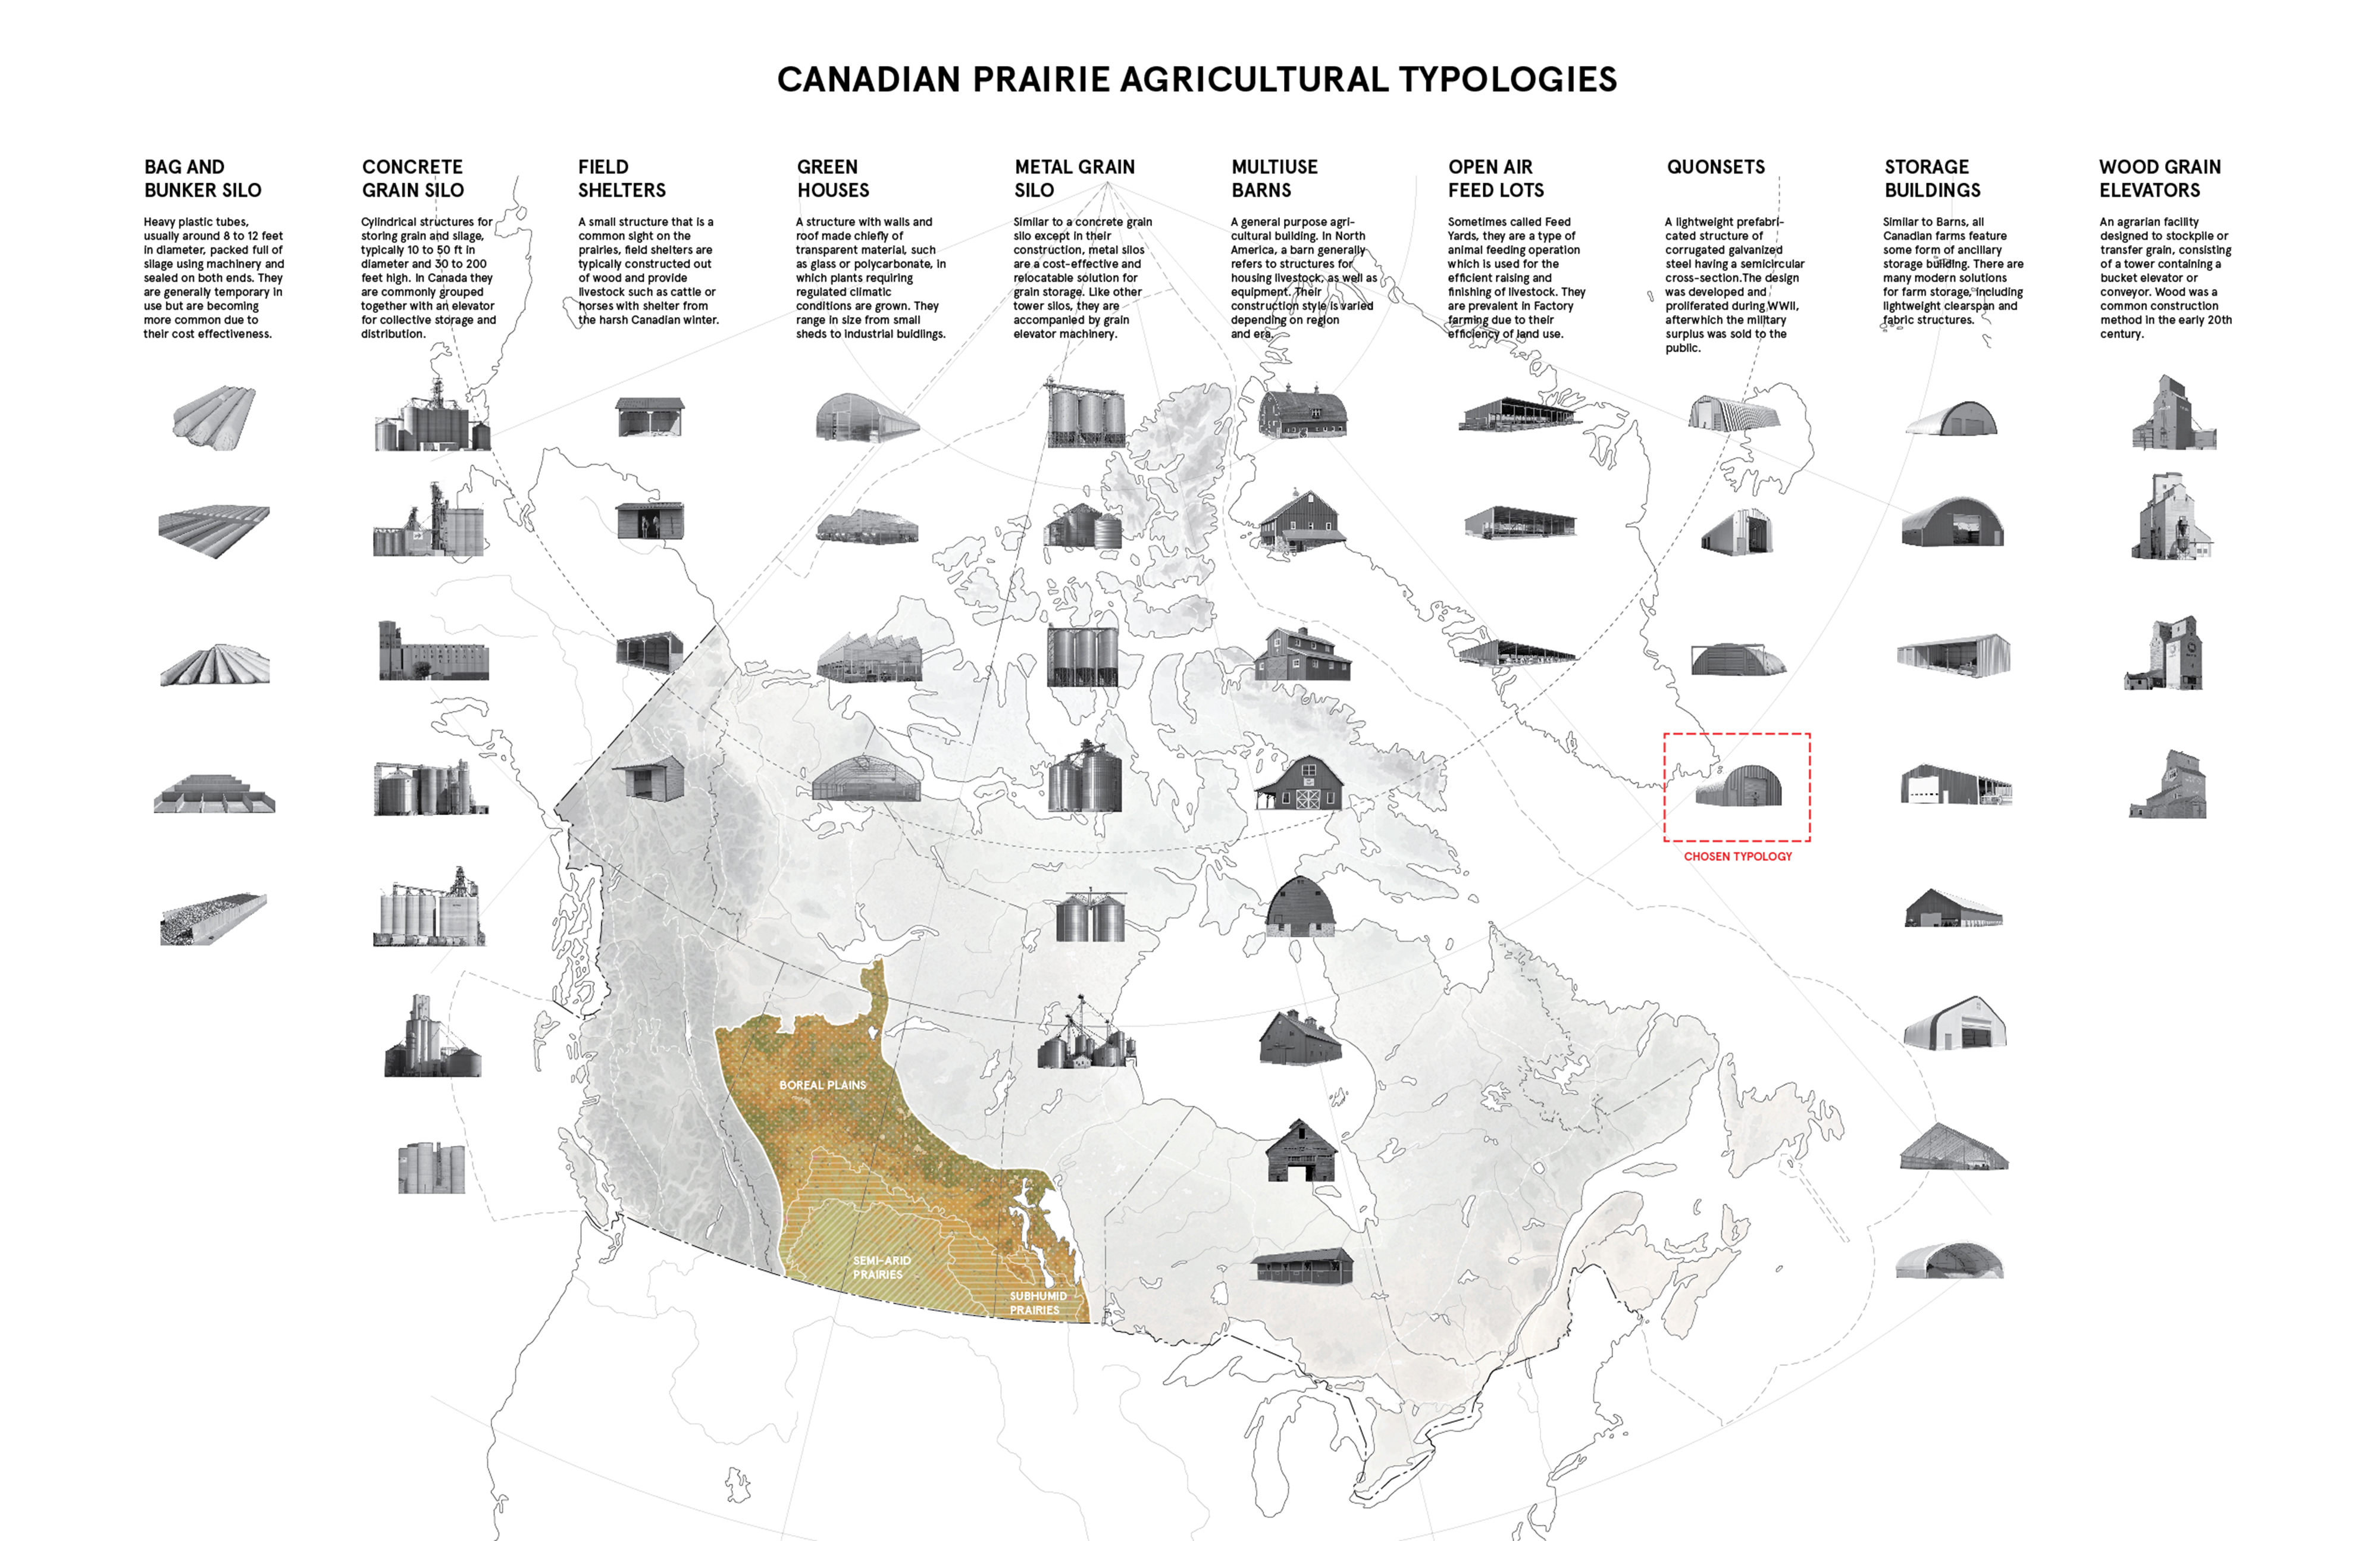 CANADIAN PRAIRIE AGRICULTURAL TYPOLOGIES
BAG AND
BUNKER SILO
Heavy plastic tubes,
usually around 8 to 12 feet
in diameter, packed full of
silage using machinery and
sealed on both ends. They
are generally temporary in
use but are becoming
more common due to
their cost effectiveness.
CONCRETE
GRAIN SILO
Cylindrical structures for
storing grain and silage,
typically 10 to 50 ft in
diameter and 30 to 200
feet high. In Canada they
are commonly grouped
together with an elevator
for collective storage and
distribution.
FIELD
SHELTERS
A small structure that is a
common sight on the
prairies, field shelters are
typically constructed out
of wood and provide
livestock such as cattle or
horses with shelter from
the harsh Canadian winter.
GREEN
HOUSES
A structure with walls and
roof made chiefly of
transparent material, such
as glass or polycarbonate, in
which plants requiring
regulated climatic
conditions are grown. They
range in size from small
sheds to industrial buildings.
METAL GRAIN
SILO
Similar to a concrete grain
silo except in their
construction, metal silos
are a cost-effective and
relocatable solution for
grain storage. Like other
tower silos, they are
accompanied by grain
elevator machinery.
MULTIUSE
BARNS
A general purpose agri-
cultural building. In North
America, a barn generally
refers to structures for
housing livestock, as well as
equipment. Their
construction style is varied
depending on region
and era.
OPEN AIR
FEED LOTS
Sometimes called Feed
Yards, they are a type of
animal feeding operation
which is used for the
efficient raising and
finishing of livestock. They
are prevalent in Factory
farming due to their
efficiency of land use.
QUONSETS
A lightweight prefabri-
cated structure of
corrugated galvanized
steel having a semicircular
cross-section.The design
was developed and
proliferated during WWII,
afterwhich the military
surplus was sold to the
public.
STORAGE
BUILDINGS
Similar to Barns, all
Canadian farms feature
some form of ancillary
storage building. There are
many modern solutions
for farm storage, including
lightweight clearspan and
fabric structures.
WOOD GRAIN
ELEVATORS
An agrarian facility
designed to stockpile or
transfer grain, consisting
of a tower containing a
bucket elevator or
conveyor. Wood was a
common construction
method in the early 20th
century.
CHOSEN TYPOLOGY
BOREAL PLAINS
SEMI-ARID
PRAIRIES
SUBHUMID
PRAIRIES